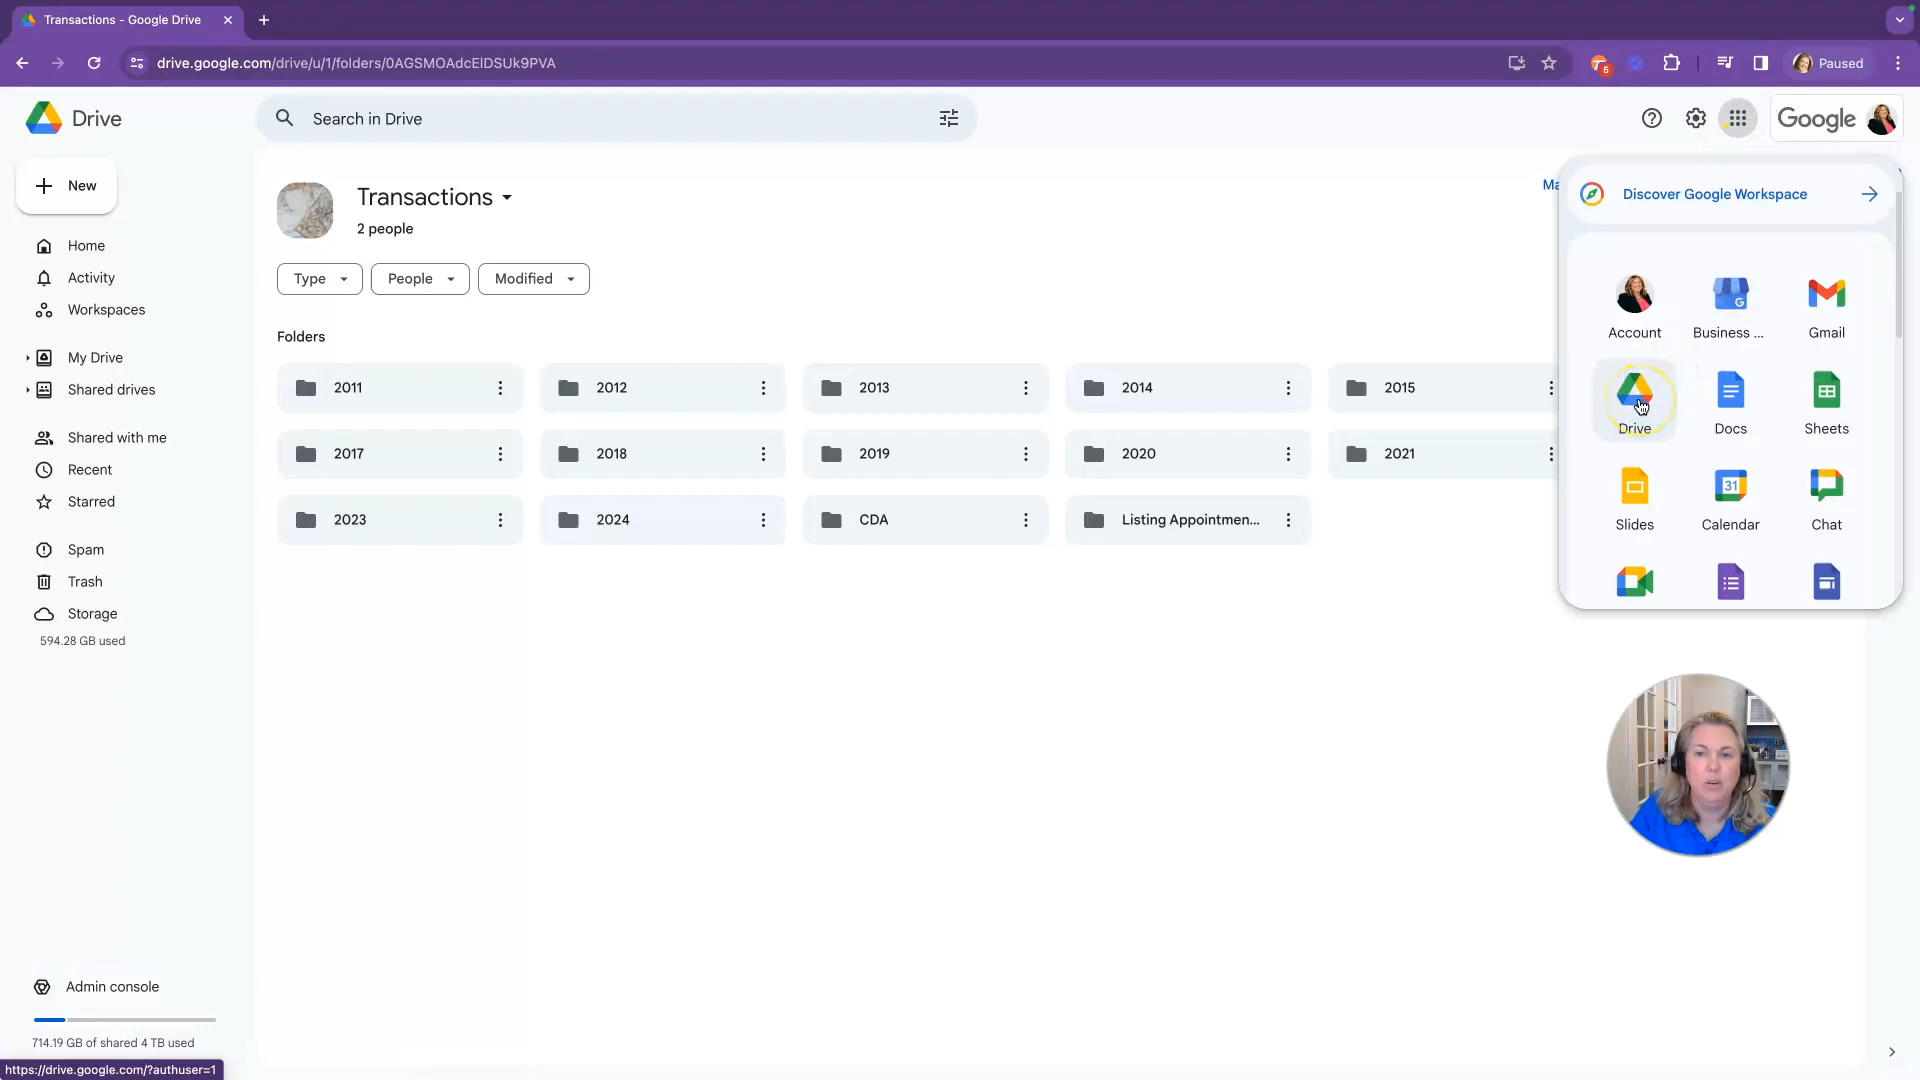 Transactions - Google Drive
drive.google.com/drive/u/1/folders/0AGSMOAdcEIDSUk9PVA
5
Paused
Drive
Search in Drive
Google
New
Home
Activity
Workspaces
My Drive
Shared drives
Shared with me
Recent
Starred
Spam
Trash
Storage
594.28 GB used
Admin console
714.19 GB of shared 4 TB used
https://drive.google.com/?authuser=1
Transactions
2 people
Ma
Type
People
Modified
Folders
2011
2012
2013
2014
2015
2017
2018
2019
2020
2021
2023
2024
CDA
Listing Appointmen...
Discover Google Workspace
Account
Business ...
G
Gmail
Drive
Docs
Sheets
Slides
31
Calendar
Chat